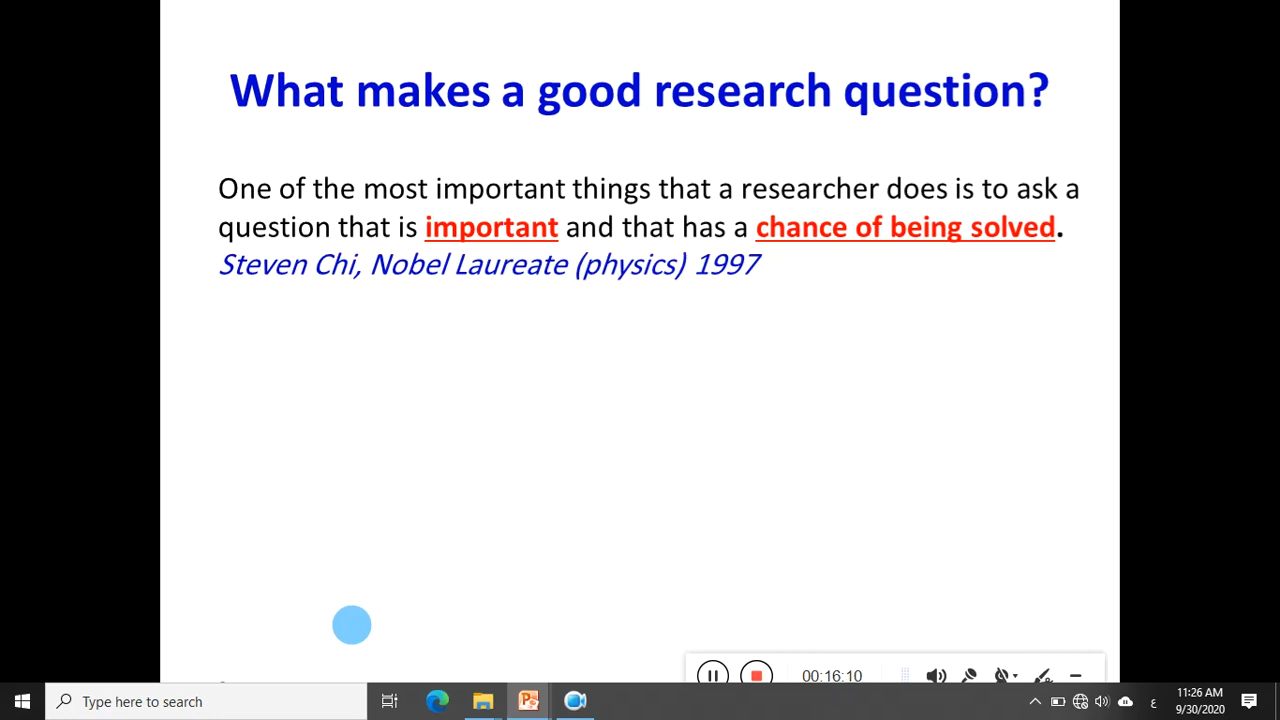 What makes a good research question?
One of the most important things that a researcher does is to ask a
question that is important and that has a chance of being solved.
Steven Chi, Nobel Laureate (physics) 1997
00:16:10
Type here to search
ع
11:26 AM
9/30/2020